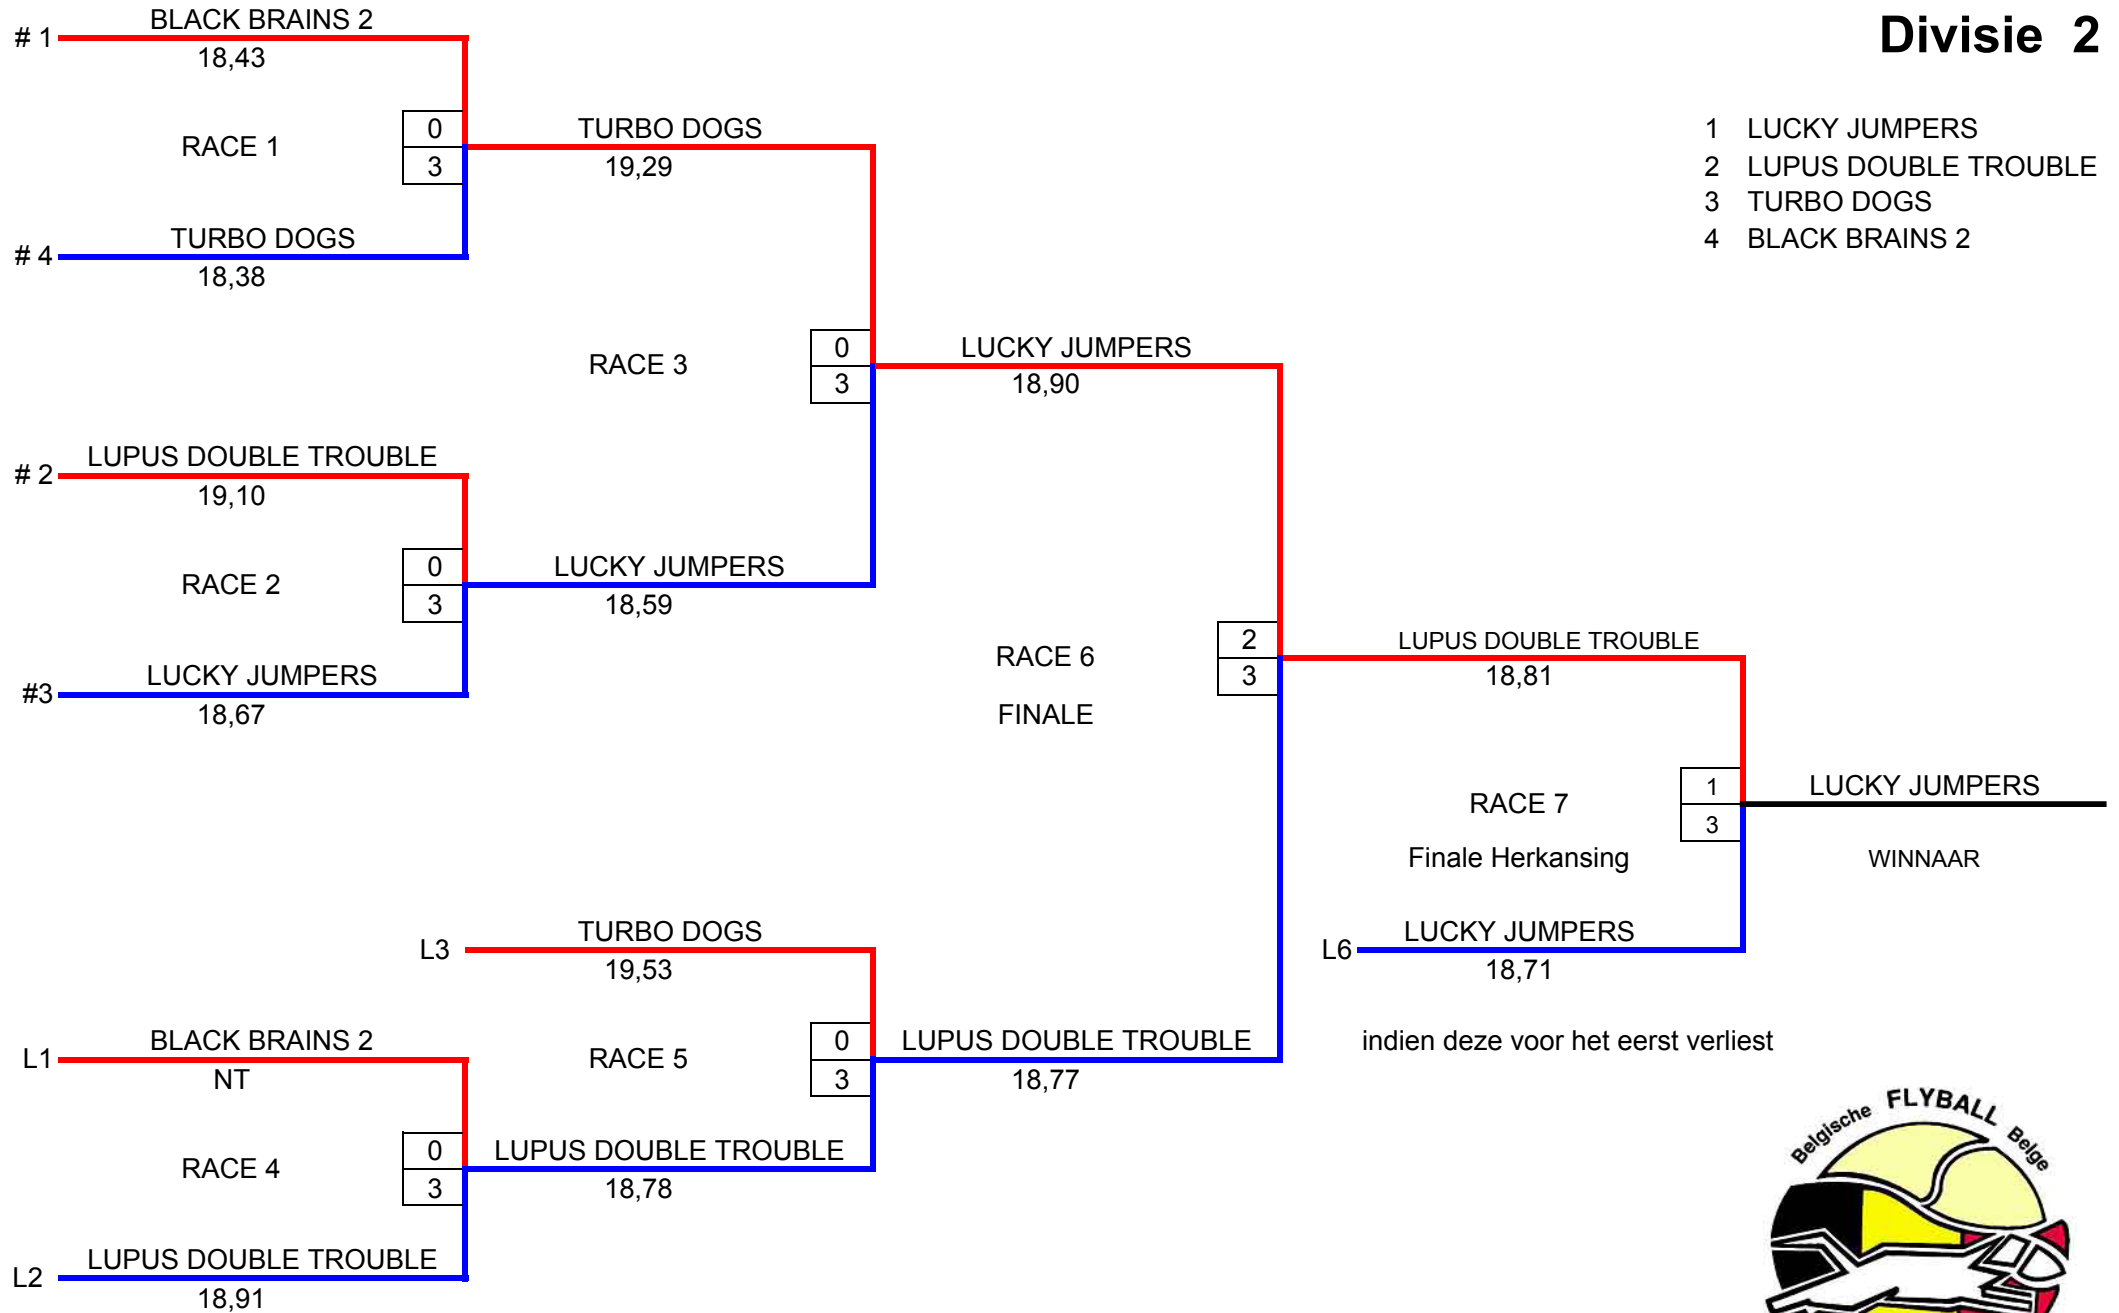 Divisie 2
1 LUCKY JUMPERS
2 LUPUS DOUBLE TROUBLE
3 TURBO DOGS
4 BLACK BRAINS 2
# 1
BLACK BRAINS 2
18,43
RACE 1
0
3
# 4
TURBO DOGS
18,38
TURBO DOGS
19,29
RACE 3
0
3
LUCKY JUMPERS
18,90
# 2
LUPUS DOUBLE TROUBLE
19,10
RACE 2
0
3
LUCKY JUMPERS
18,59
#3
LUCKY JUMPERS
18,67
RACE 6
FINALE
2
3
LUPUS DOUBLE TROUBLE
18,81
RACE 7
Finale Herkansing
1
3
LUCKY JUMPERS
WINNAAR
L6
LUCKY JUMPERS
18,71
indien deze voor het eerst verliest
L3
TURBO DOGS
19,53
RACE 5
0
3
LUPUS DOUBLE TROUBLE
18,77
L1
BLACK BRAINS 2
NT
RACE 4
0
3
LUPUS DOUBLE TROUBLE
18,78
L2
LUPUS DOUBLE TROUBLE
18,91
Belgische FLYBALL Belge